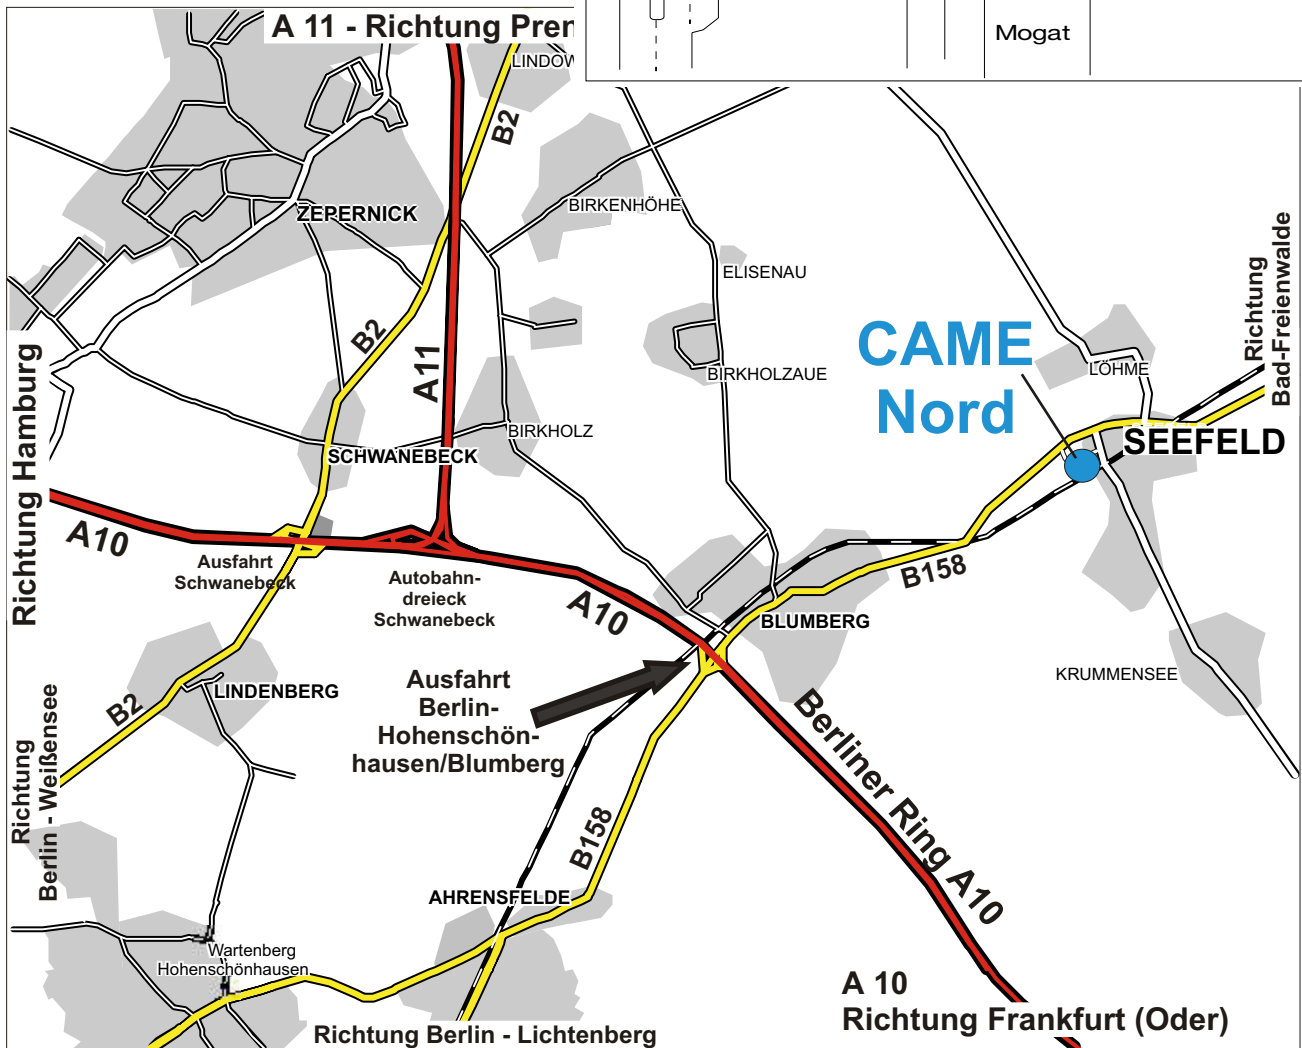 A 11 - Richtung Pren
Mogat
LINDOW
B2
BIRKENHÖHE
ZEPERNICK
ELISENAU
Richtung
Bad-Freienwalde
B2
A11
CAME
Nord
BIRKHOLZAUE
LÖHME
Richtung Hamburg
BIRKHOLZ
SCHWANEBECK
SEEFELD
A10
Ausfahrt
Schwanebeck
Autobahn-
dreieck
Schwanebeck
A10
B158
BLUMBERG
KRUMMENSEE
Ausfahrt
Berlin-
Hohenschön-
hausen/Blumberg
LINDENBERG
B2
Richtung
Berlin - Weißensee
Berliner Ring A10
B158
AHRENSFELDE
Wartenberg
Hohenschönhausen
A 10
Richtung Frankfurt (Oder)
Richtung Berlin - Lichtenberg